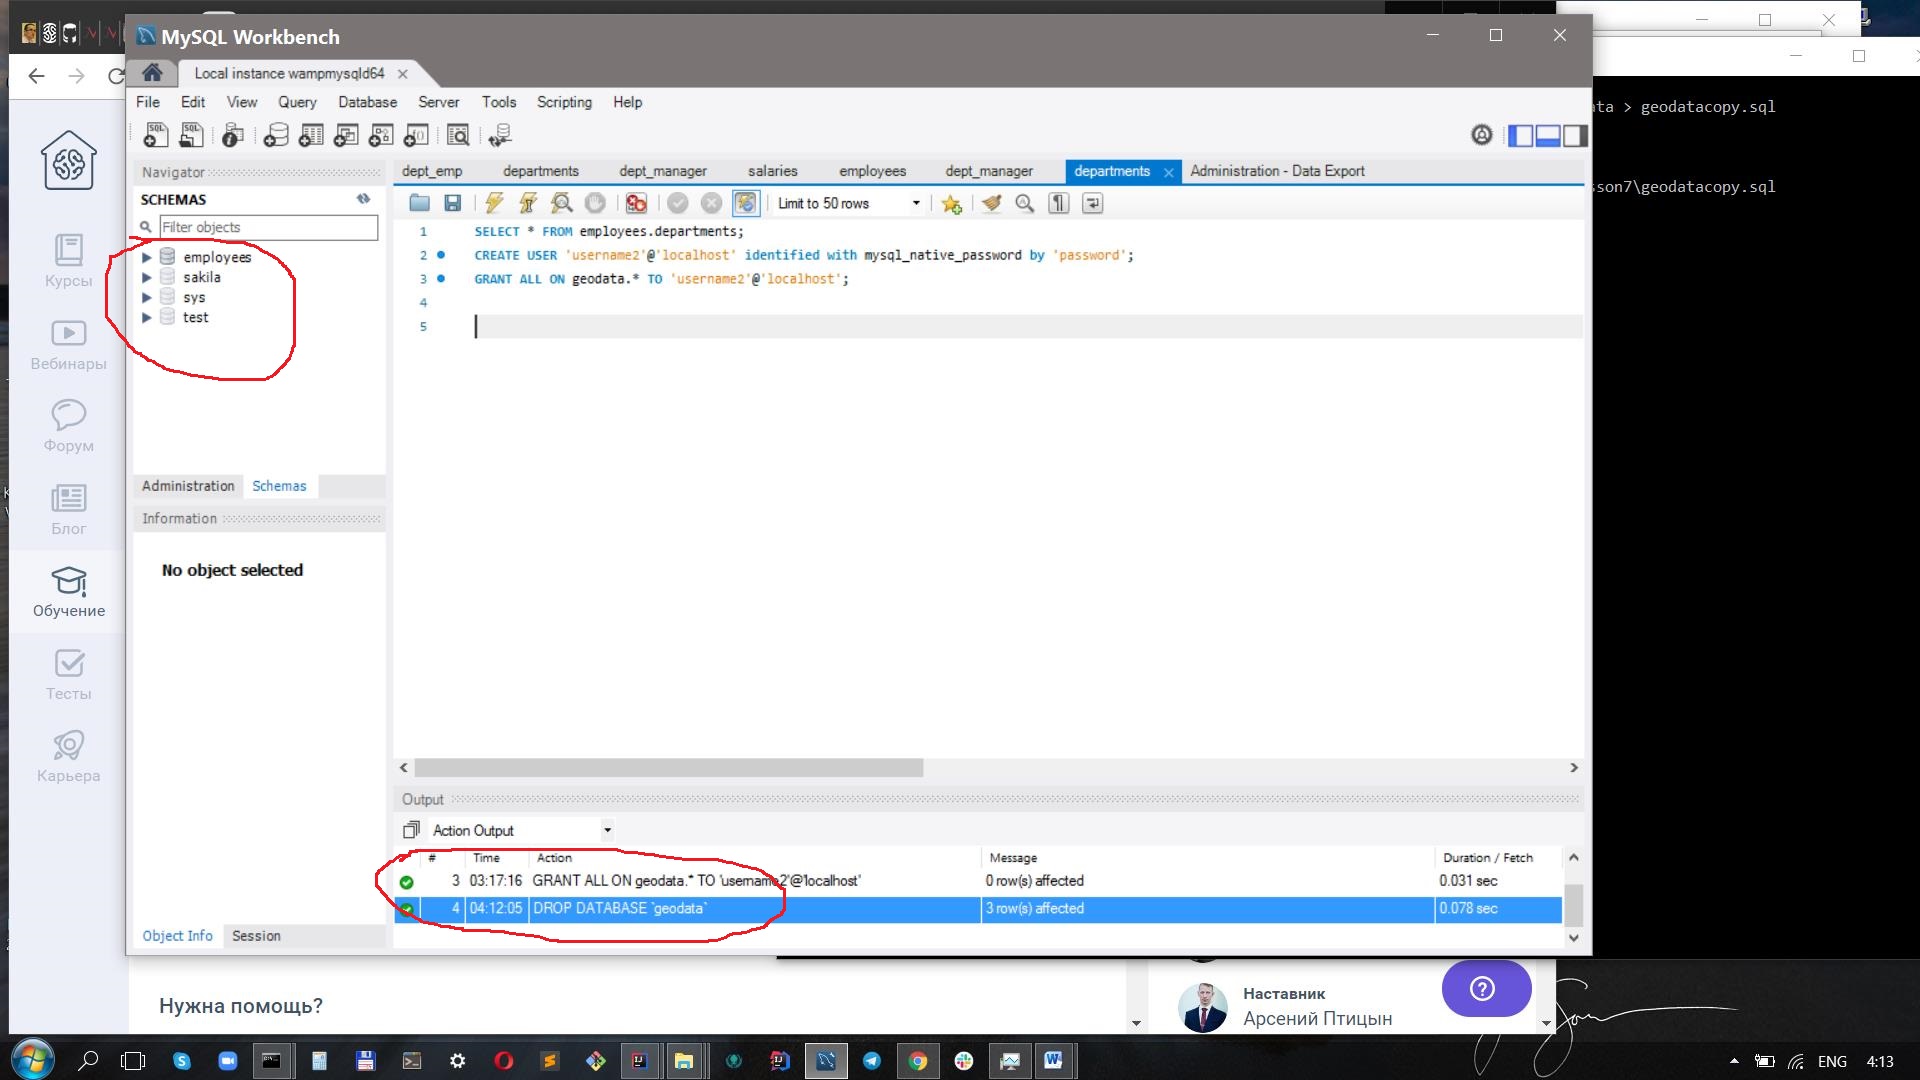 MySQL Workbench
Local instance wampmysqld64
File Edit View Query Database Server Tools Scripting Help
Navigator
SCHEMAS
Filter objects
employees
sakila
sys
test
Administration Schemas
Information
No object selected
Object Info Session
dept_emp departments dept_manager salaries employees dept_manager departments Administration - Data Export
Limit to 50 rows
1 SELECT * FROM employees.departments;
2 CREATE USER 'username2'@'localhost' identified with mysql_native_password by 'password';
3 GRANT ALL ON geodata.* TO 'username2'@'localhost';
4
5
Output
Action Output
# Time Action Message Duration / Fetch
3 03:17:16 GRANT ALL ON geodata.* TO 'username2'@'localhost' 0 row(s) affected 0.031 sec
4 04:12:05 DROP DATABASE `geodata` 3 row(s) affected 0.078 sec
Курсы
Вебинары
Форум
Блог
Обучение
Тесты
Карьера
> geodatacopy.sql
\geodatacopy.sql
Нужна помощь?
Наставник
Арсений Птицын
ENG 4:13